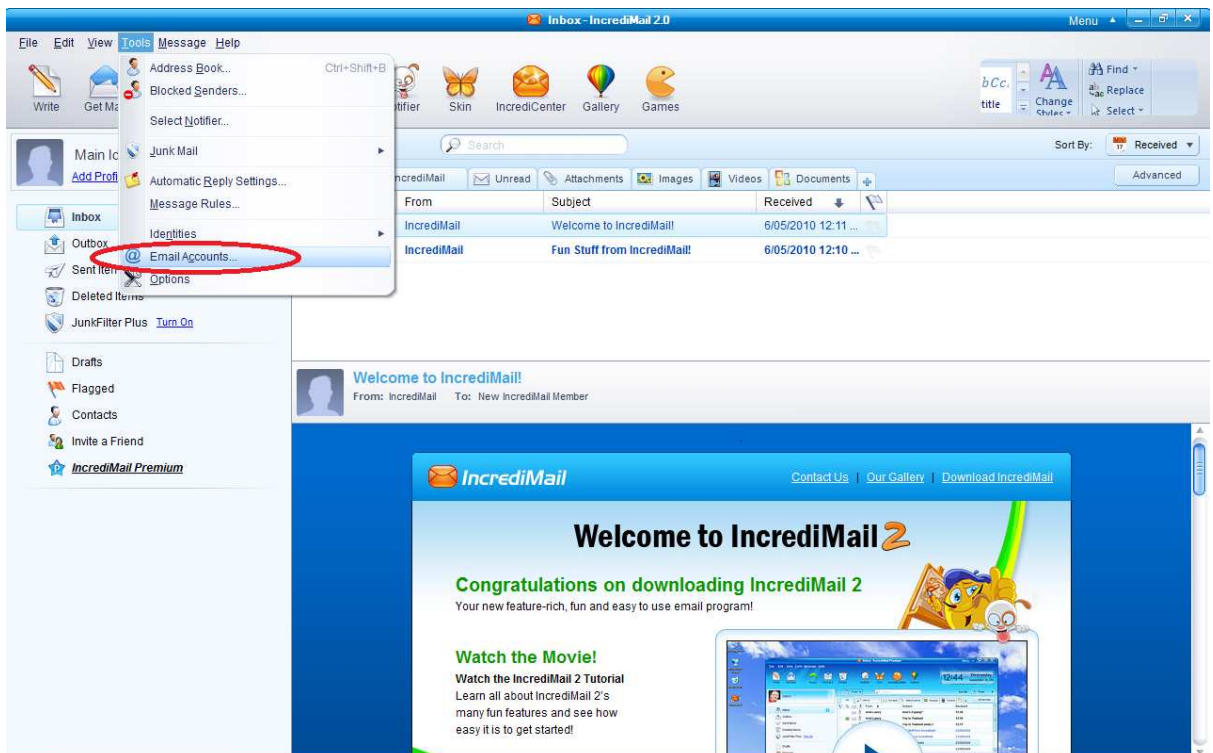 Inbox - IncrediMail 2.0
Menu
File Edit View Tools Message Help
Address Book... Ctrl+Shift+B
Blocked Senders...
Select Notifier...
Junk Mail
Automatic Reply Settings...
Message Rules...
Identities
@ Email Accounts...
Options
Write
Skin
IncrediCenter
Gallery
Games
title
Change
Find
Replace
Select
Main
Search
Sort By: Received
Unread Attachments Images Videos Documents
Advanced
From Subject Received
IncrediMail Welcome to IncrediMail! 6/05/2010 12:11 ...
IncrediMail Fun Stuff from IncrediMail! 6/05/2010 12:10 ...
Inbox
Outbox
Deleted Items
JunkFilter Plus Turn On
Drafts
Flagged
Contacts
Invite a Friend
IncrediMail Premium
Welcome to IncrediMail!
From: IncrediMail To: New IncrediMail Member
IncrediMail
Contact Us | Our Gallery | Download IncrediMail
Welcome to IncrediMail 2
Congratulations on downloading IncrediMail 2
Your new feature-rich, fun and easy to use email program!
Watch the Movie!
Watch the IncrediMail 2 Tutorial
Learn all about IncrediMail 2's
many fun features and see how
easy it is to get started!
12:44